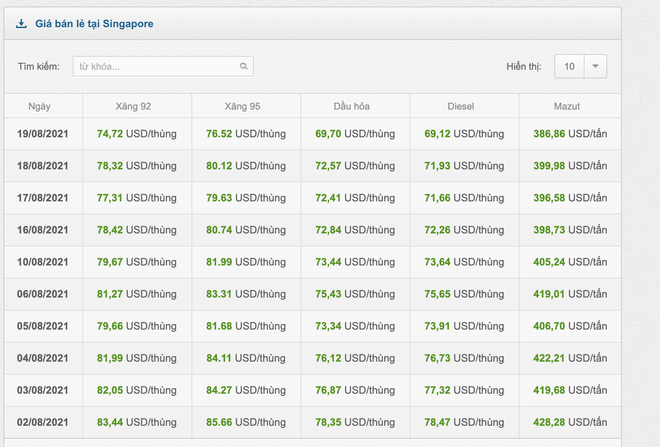 Giá bán lẻ tại Singapore
Tìm kiếm: từ khóa... Hiển thị: 10
Ngày Xăng 92 Xăng 95 Dầu hỏa Diesel Mazut
19/08/2021 74,72 USD/thùng 76.52 USD/thùng 69,70 USD/thùng 69,12 USD/thùng 386,86 USD/tấn
18/08/2021 78,32 USD/thùng 80.12 USD/thùng 72,57 USD/thùng 71,93 USD/thùng 399,98 USD/tấn
17/08/2021 77,31 USD/thùng 79.63 USD/thùng 72,41 USD/thùng 71,66 USD/thùng 396,58 USD/tấn
16/08/2021 78,42 USD/thùng 80.74 USD/thùng 72,84 USD/thùng 72,26 USD/thùng 398,73 USD/tấn
10/08/2021 79,67 USD/thùng 81.99 USD/thùng 73,44 USD/thùng 73,64 USD/thùng 405,24 USD/tấn
06/08/2021 81,27 USD/thùng 83.31 USD/thùng 75,43 USD/thùng 75,65 USD/thùng 419,01 USD/tấn
05/08/2021 79,66 USD/thùng 81.68 USD/thùng 73,34 USD/thùng 73,91 USD/thùng 406,70 USD/tấn
04/08/2021 81,99 USD/thùng 84.11 USD/thùng 76,12 USD/thùng 76,73 USD/thùng 422,21 USD/tấn
03/08/2021 82,05 USD/thùng 84.27 USD/thùng 76,87 USD/thùng 77,32 USD/thùng 419,68 USD/tấn
02/08/2021 83,44 USD/thùng 85.66 USD/thùng 78,35 USD/thùng 78,47 USD/thùng 428,28 USD/tấn